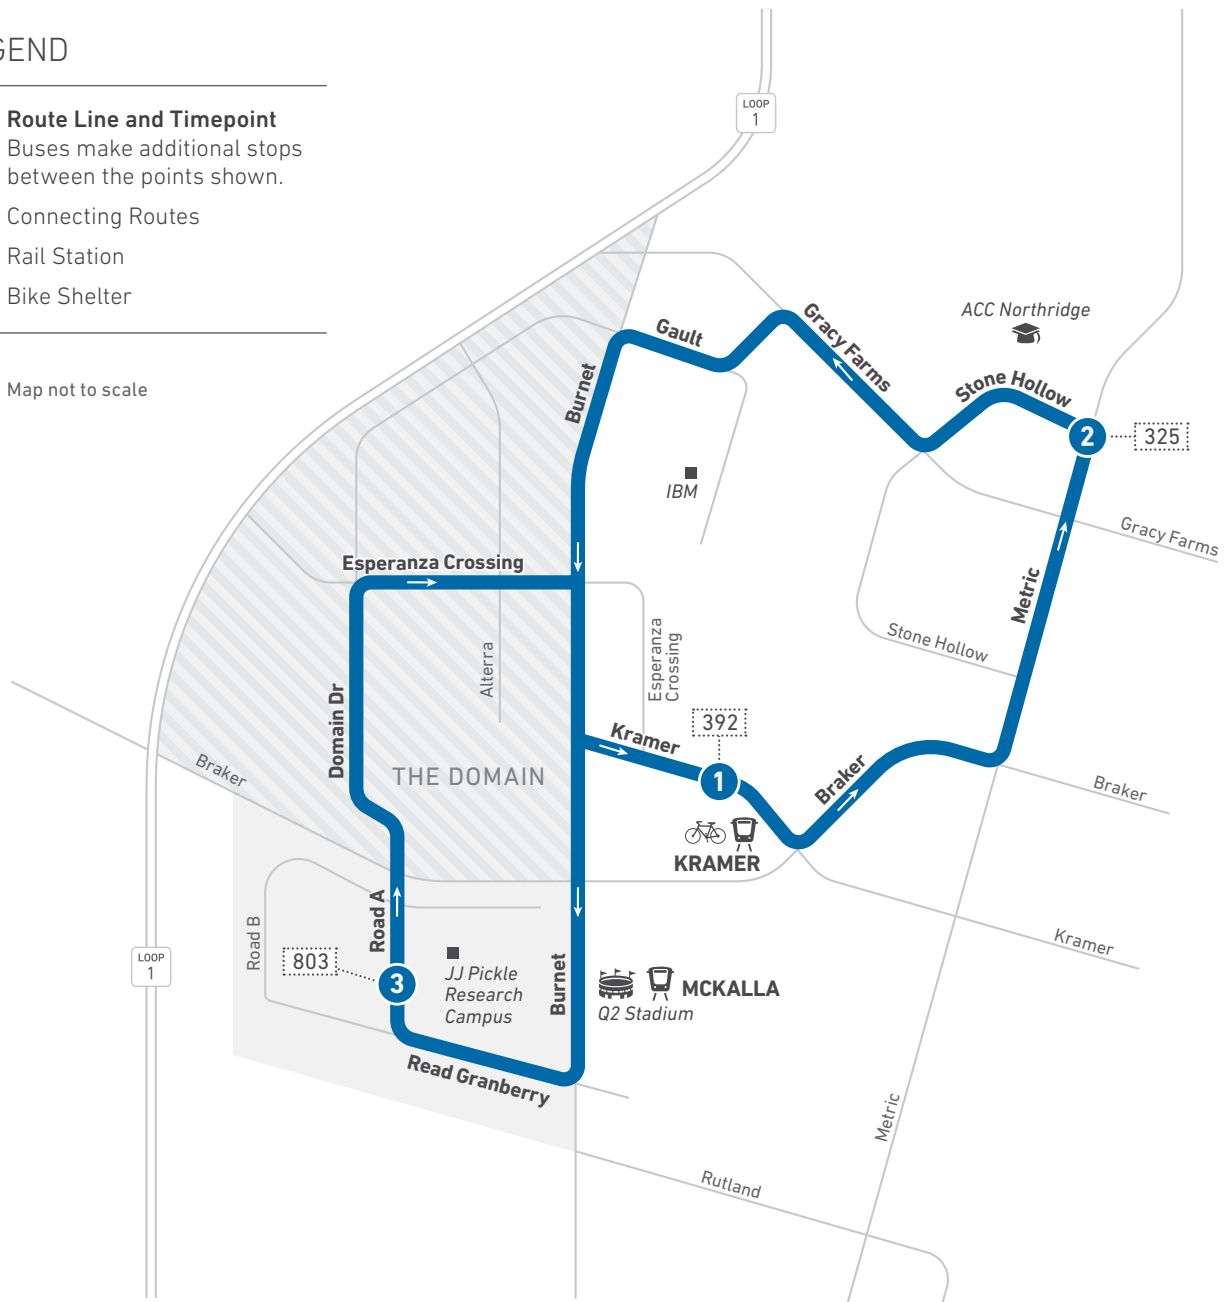 GEND
Route Line and Timepoint
Buses make additional stops
between the points shown.
Connecting Routes
Rail Station
Bike Shelter
Map not to scale
LOOP
1
ACC Northridge
Gault
Gracy Farms
Stone Hollow
Burnet
2
325
IBM
Gracy Farms
Esperanza Crossing
Metric
Stone Hollow
Alterra
Esperanza
Crossing
Domain Dr
392
Kramer
Braker
THE DOMAIN
1
Braker
Braker
KRAMER
Road A
Road B
Kramer
LOOP
1
803
3
JJ Pickle
Research
Campus
Burnet
MCKALLA
Q2 Stadium
Read Granberry
Metric
Rutland